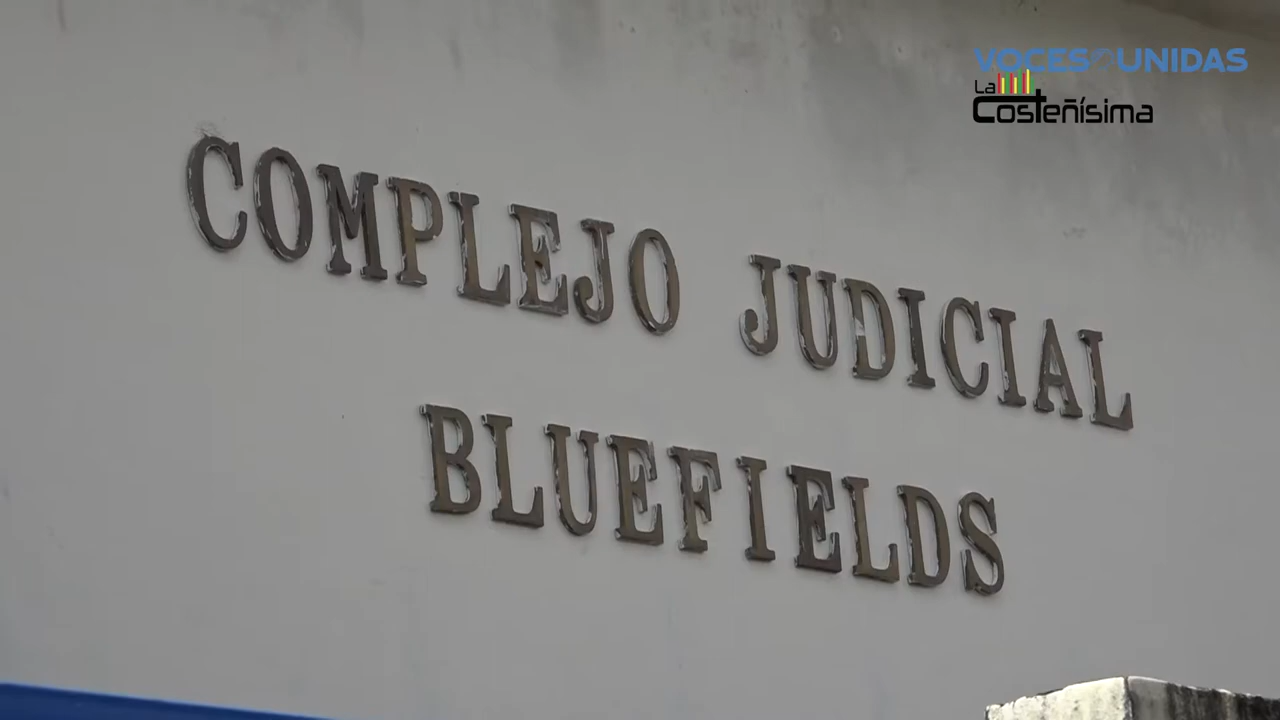 VOCES UNIDAS
La
Costeñísima
COMPLEJO JUDICIAL
BLUEFIELDS